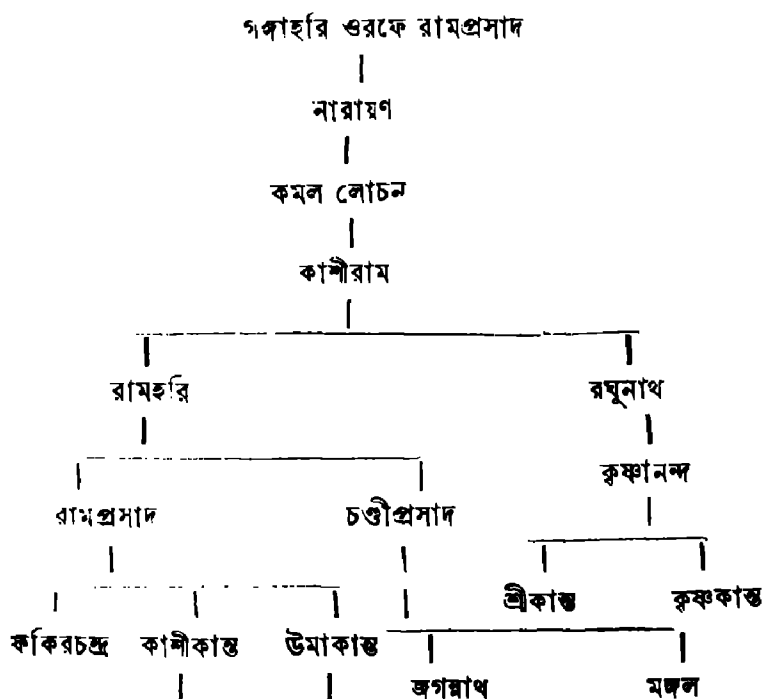 গঙ্গাহরি ওরফে রামপ্রসাদ
নারায়ণ
কমল লোচন
কাশীরাম
রামহরি রঘুনাথ
কৃষ্ণানন্দ
রামপ্রসাদ চণ্ডীপ্রসাদ
শ্রীকান্ত কৃষ্ণকান্ত
ফকিরচন্দ্র কাশীকান্ত উমাকান্ত
জগন্নাথ মঙ্গল